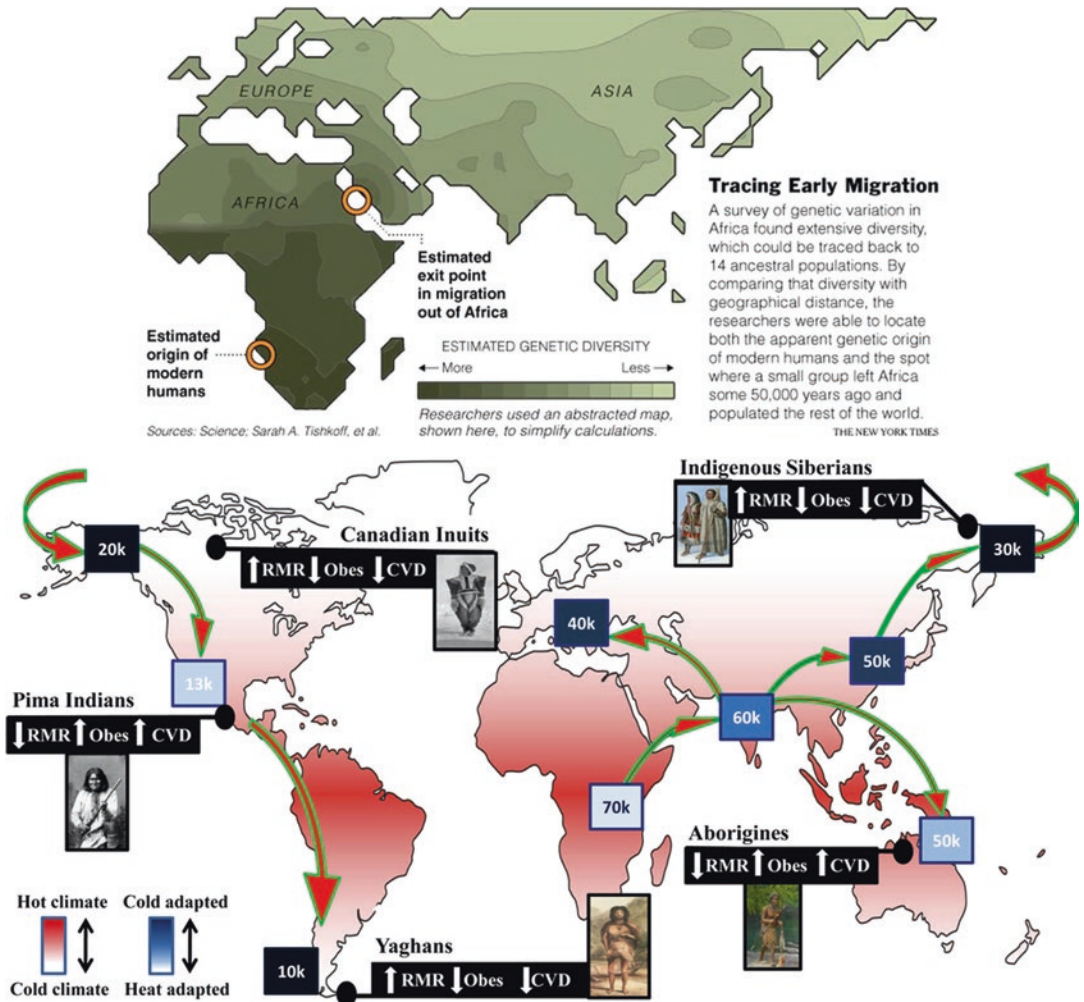 EUROPE
ASIA
AFRICA
Estimated
exit point
in migration
out of Africa
Estimated
origin of
modern
humans
ESTIMATED GENETIC DIVERSITY
← More Less →
Researchers used an abstracted map,
shown here, to simplify calculations.
Sources: Science; Sarah A. Tishkoff, et al.
Tracing Early Migration
A survey of genetic variation in
Africa found extensive diversity,
which could be traced back to
14 ancestral populations. By
comparing that diversity with
geographical distance, the
researchers were able to locate
both the apparent genetic origin
of modern humans and the spot
where a small group left Africa
some 50,000 years ago and
populated the rest of the world.
THE NEW YORK TIMES
Indigenous Siberians
↑RMR ↓Obes ↓CVD
20k
Canadian Inuits
↑RMR ↓Obes ↓CVD
30k
40k
50k
13k
Pima Indians
↓RMR ↑Obes ↑CVD
60k
70k
50k
Aborigines
↓RMR ↑Obes ↑CVD
Hot climate
Cold climate
Cold adapted
Heat adapted
10k
Yaghans
↑RMR ↓Obes ↓CVD